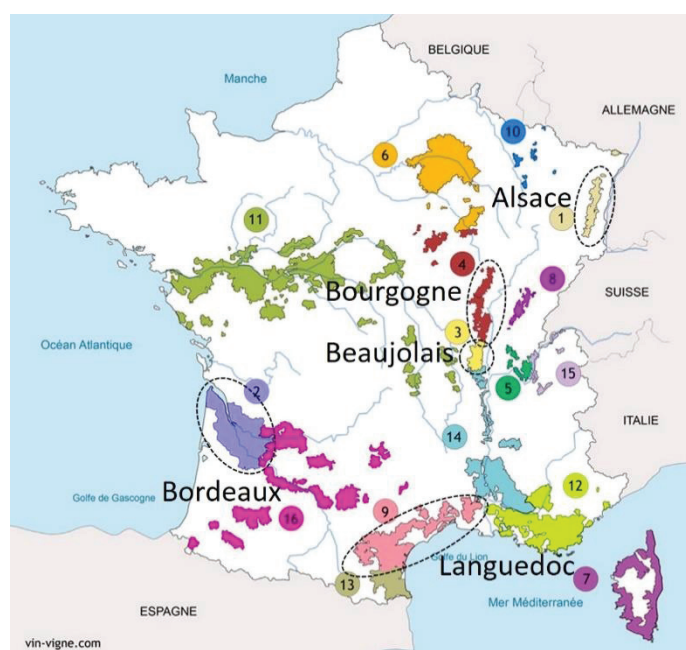 BELGIQUE
Manche
ALLEMAGNE
10
6
Alsace
1
11
4
8
Bourgogne
SUISSE
3
Océan Atlantique
Beaujolais
15
2
5
ITALIE
14
12
Golfe de Gascogne
Bordeaux
9
16
Golfe du Lion
Languedoc
13
7
Mer Méditerranée
ESPAGNE
vin-vigne.com